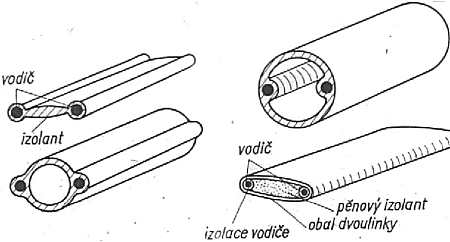 vodič
izolant
vodič
pěnový izolant
izolace vodiče
obal dvoulinky